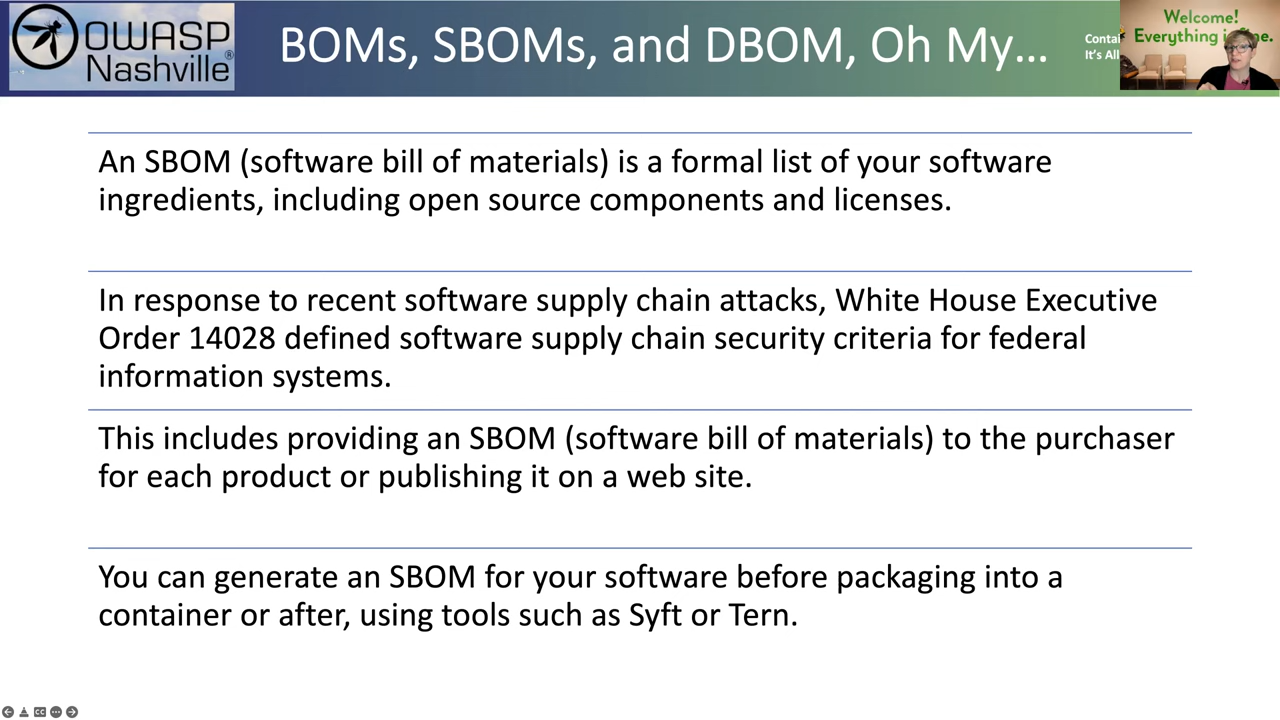 OWASP
Nashville®
BOMs, SBOMs, and DBOM, Oh My…
It's All
Welcome!
Everything
An SBOM (software bill of materials) is a formal list of your software
ingredients, including open source components and licenses.
In response to recent software supply chain attacks, White House Executive
Order 14028 defined software supply chain security criteria for federal
information systems.
This includes providing an SBOM (software bill of materials) to the purchaser
for each product or publishing it on a web site.
You can generate an SBOM for your software before packaging into a
container or after, using tools such as Syft or Tern.